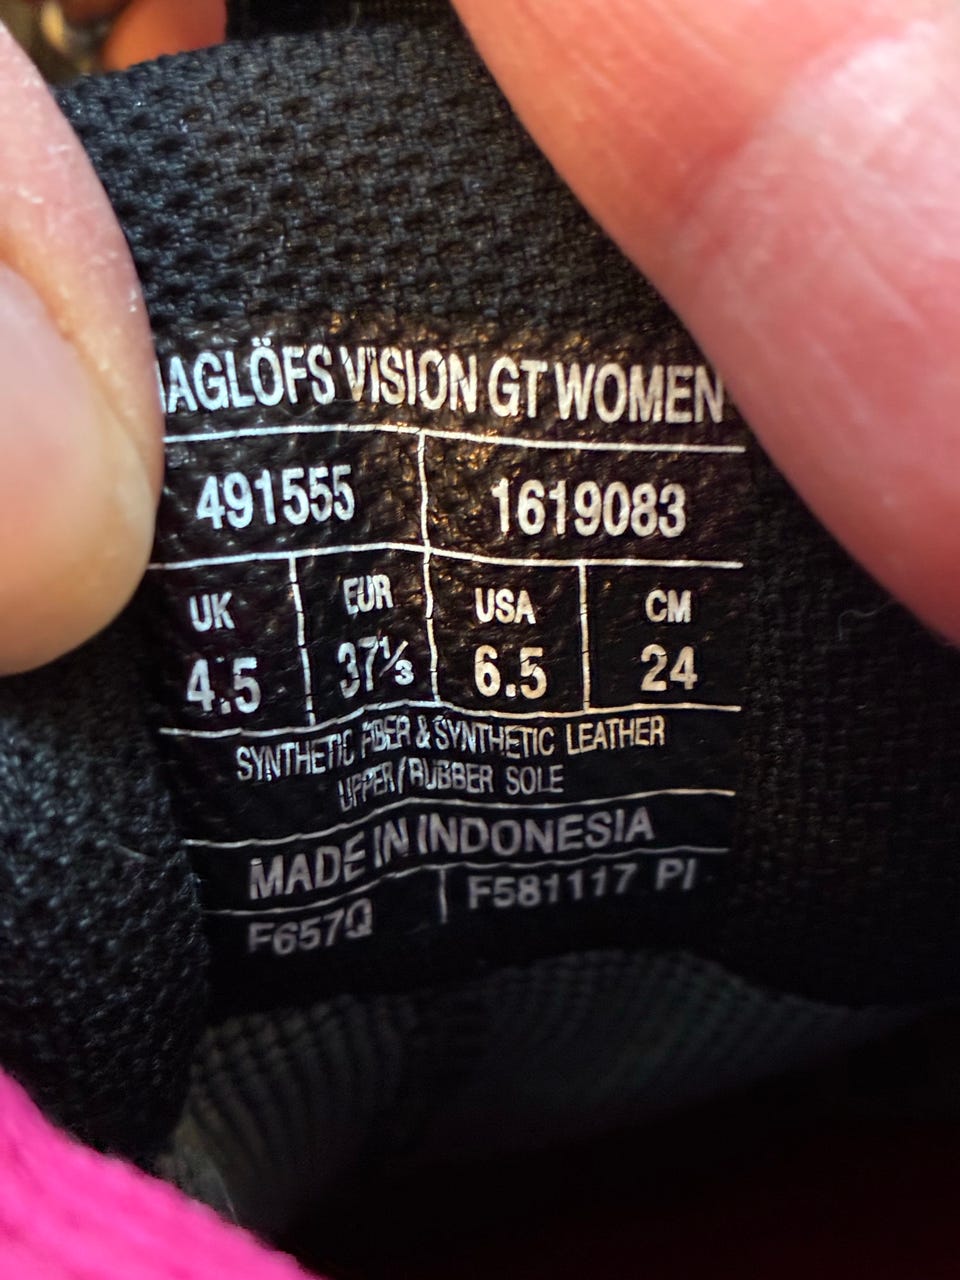 AGLÖFS VISION GT WOMEN
491555 1619083
UK EUR USA CM
4.5 37⅓ 6.5 24
SYNTHETIC FIBER & SYNTHETIC LEATHER
UPPER/RUBBER SOLE
MADE IN INDONESIA
F657Q F581117 PI